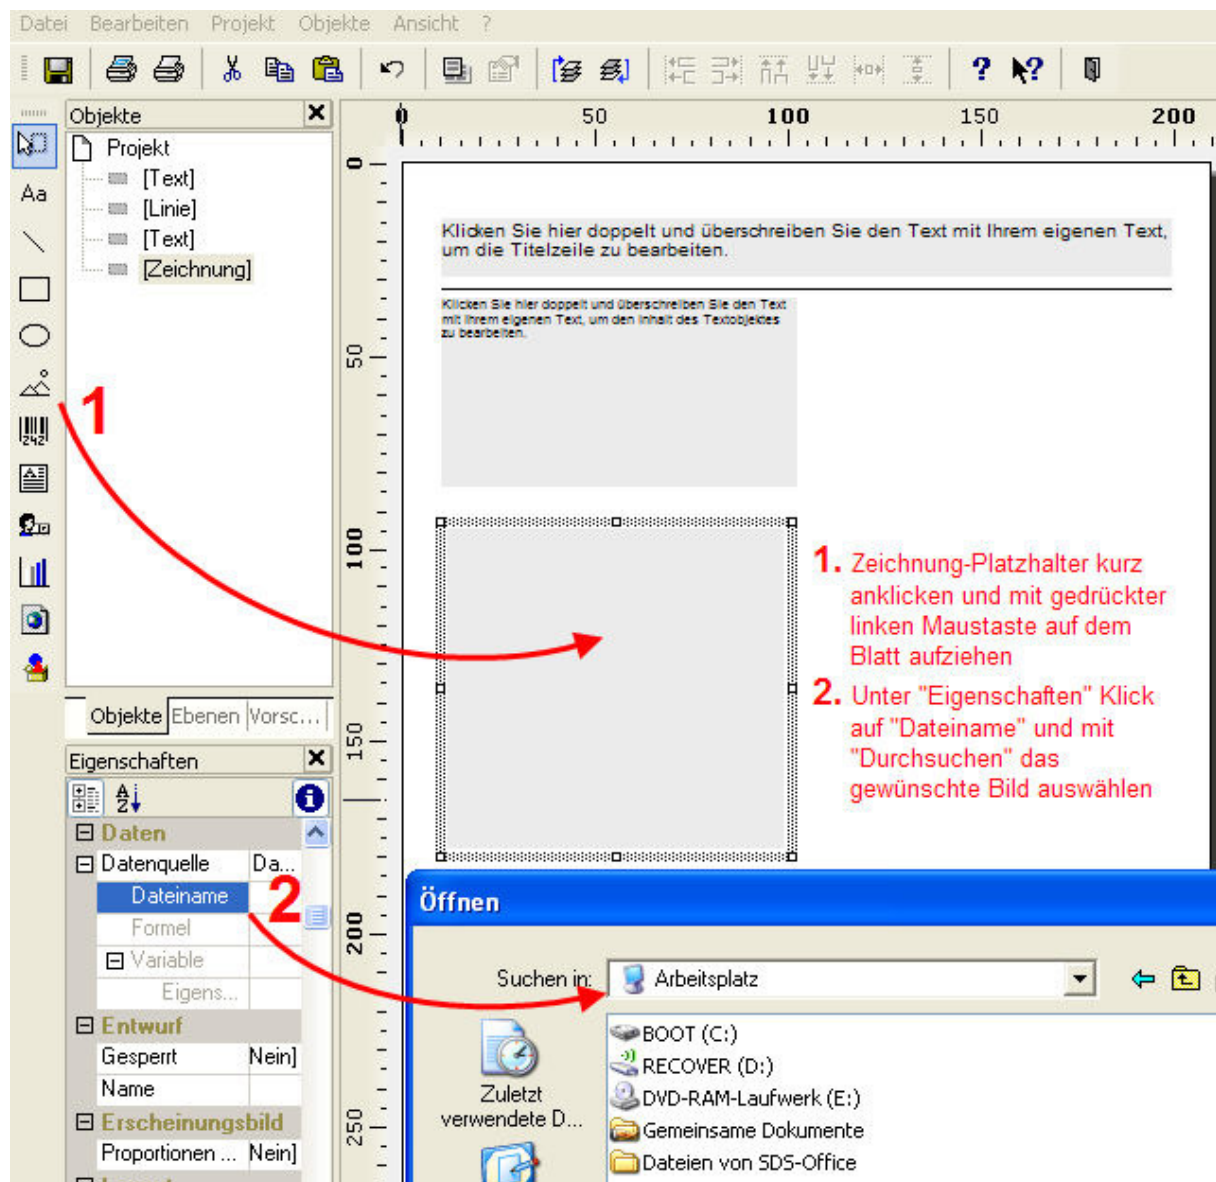 Datei Bearbeiten Projekt Objekte Ansicht ?
Objekte
Projekt
[Text]
[Linie]
[Text]
[Zeichnung]
Aa
242
0 50 100 150 200
0
50
100
150
200
250
Klicken Sie hier doppelt und überschreiben Sie den Text mit Ihrem eigenen Text,
um die Titelzeile zu bearbeiten.
Klicken Sie hier doppelt und überschreiben Sie den Text
mit Ihrem eigenen Text, um den Inhalt des Textobjektes
zu bearbeiten.
1
1. Zeichnung-Platzhalter kurz
anklicken und mit gedrückter
linken Maustaste auf dem
Blatt aufziehen
2. Unter "Eigenschaften" Klick
auf "Dateiname" und mit
"Durchsuchen" das
gewünschte Bild auswählen
Objekte Ebenen Vorsc...
Eigenschaften
Daten
Datenquelle Da...
Dateiname
2
Formel
Variable
Eigens...
Entwurf
Gesperrt Nein]
Name
Erscheinungsbild
Proportionen ... Nein]
Öffnen
Suchen in: Arbeitsplatz
BOOT (C:)
RECOVER (D:)
DVD-RAM-Laufwerk (E:)
Gemeinsame Dokumente
Dateien von SDS-Office
Zuletzt
verwendete D...